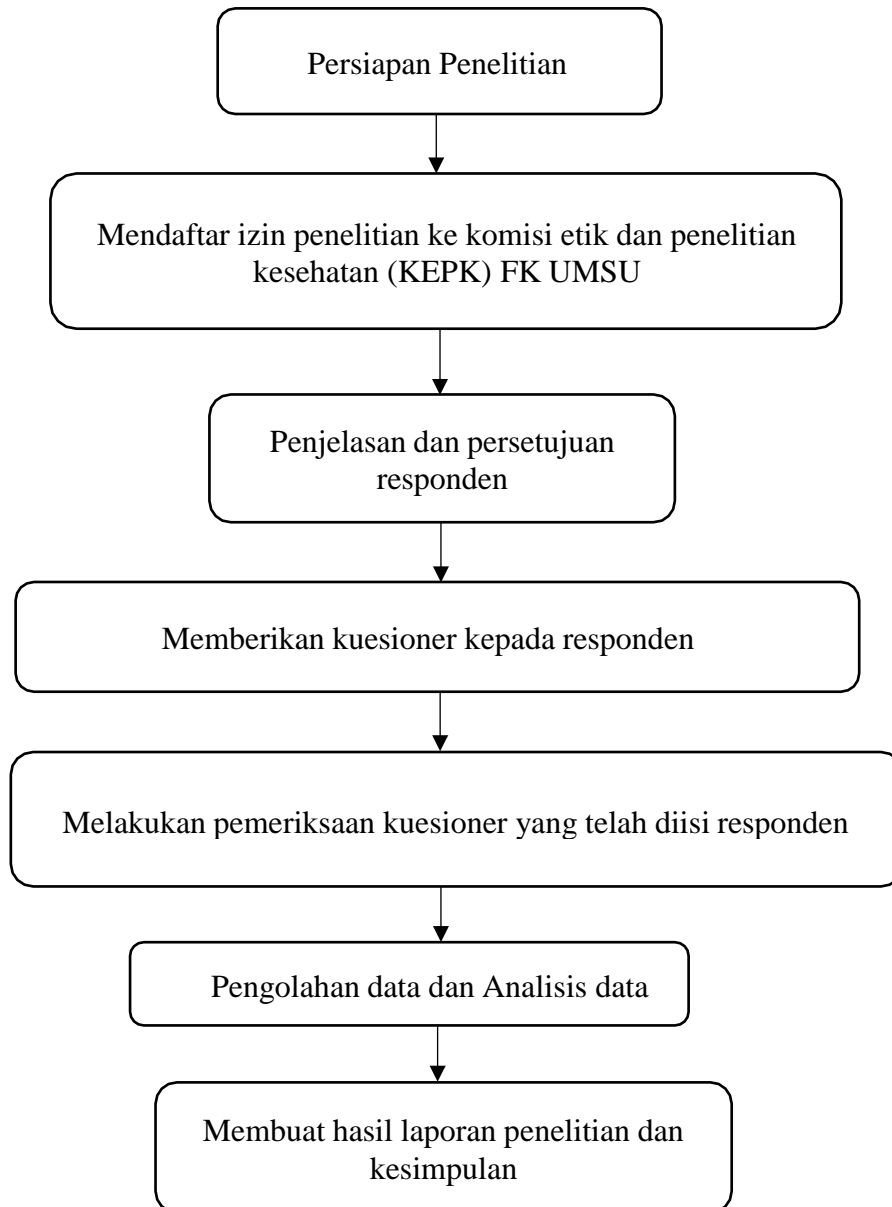 Persiapan Penelitian
Mendaftar izin penelitian ke komisi etik dan penelitian
kesehatan (KEPK) FK UMSU
Penjelasan dan persetujuan
responden
Memberikan kuesioner kepada responden
Melakukan pemeriksaan kuesioner yang telah diisi responden
Pengolahan data dan Analisis data
Membuat hasil laporan penelitian dan
kesimpulan